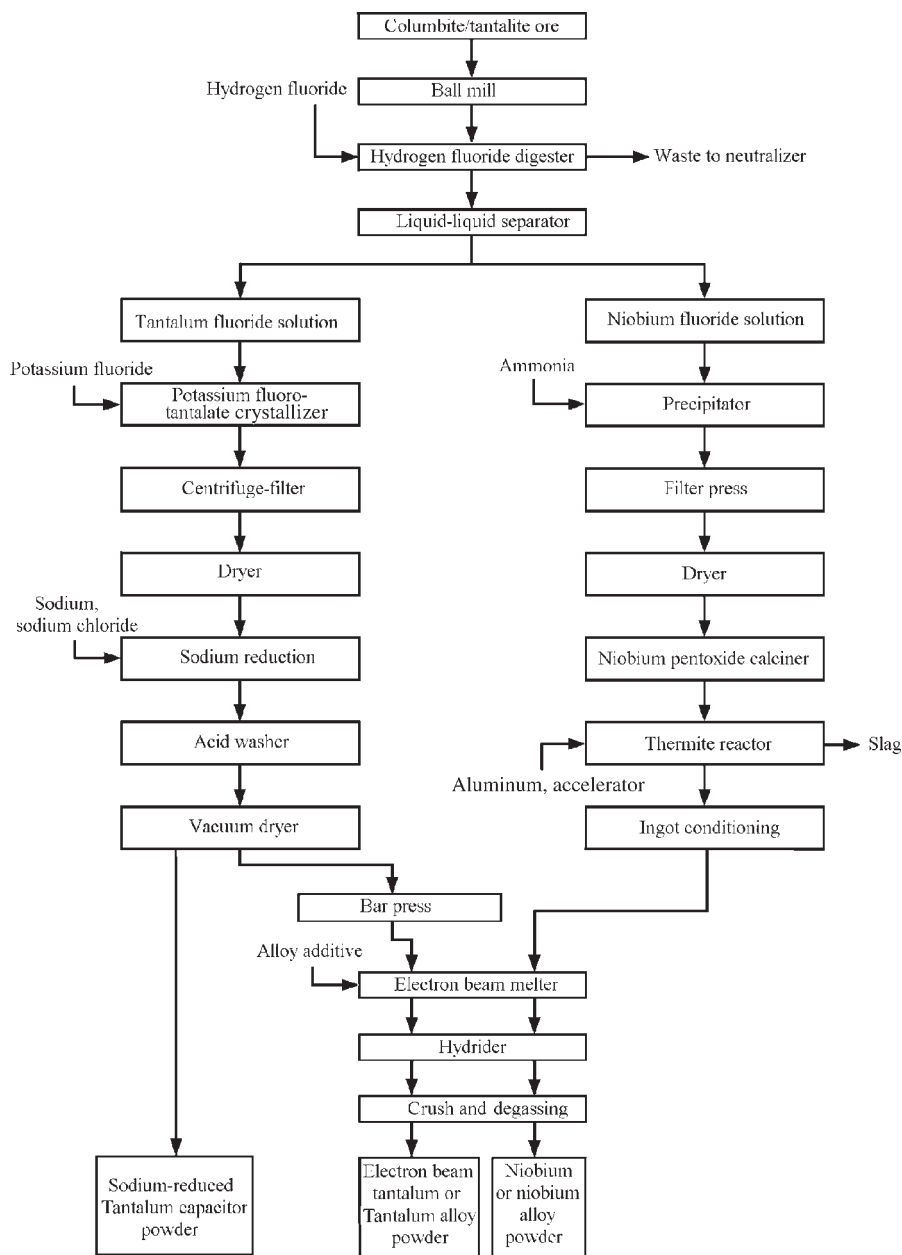 Columbite/tantalite ore
Hydrogen fluoride
Ball mill
Hydrogen fluoride digester
Waste to neutralizer
Liquid-liquid separator
Tantalum fluoride solution
Niobium fluoride solution
Potassium fluoride
Ammonia
Potassium fluoro-
tantalate crystallizer
Precipitator
Centrifuge-filter
Filter press
Dryer
Dryer
Sodium,
sodium chloride
Sodium reduction
Niobium pentoxide calciner
Acid washer
Thermite reactor
Slag
Aluminum, accelerator
Vacuum dryer
Ingot conditioning
Bar press
Alloy additive
Electron beam melter
Hydrider
Crush and degassing
Sodium-reduced
Tantalum capacitor
powder
Electron beam
tantalum or
Tantalum alloy
powder
Niobium
or niobium
alloy
powder